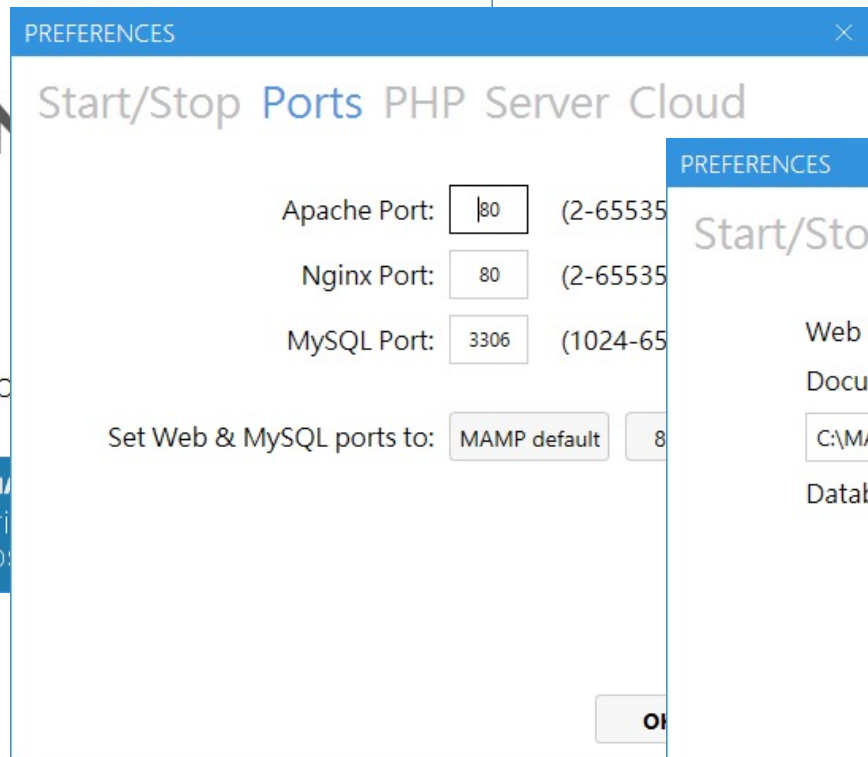 PREFERENCES
Start/Stop Ports PHP Server Cloud
Apache Port: 80 (2-65535
Nginx Port: 80 (2-65535
MySQL Port: 3306 (1024-65
Set Web & MySQL ports to: MAMP default 8
PREFERENCES
Start/Sto
Web
Docu
C:\MA
Datab